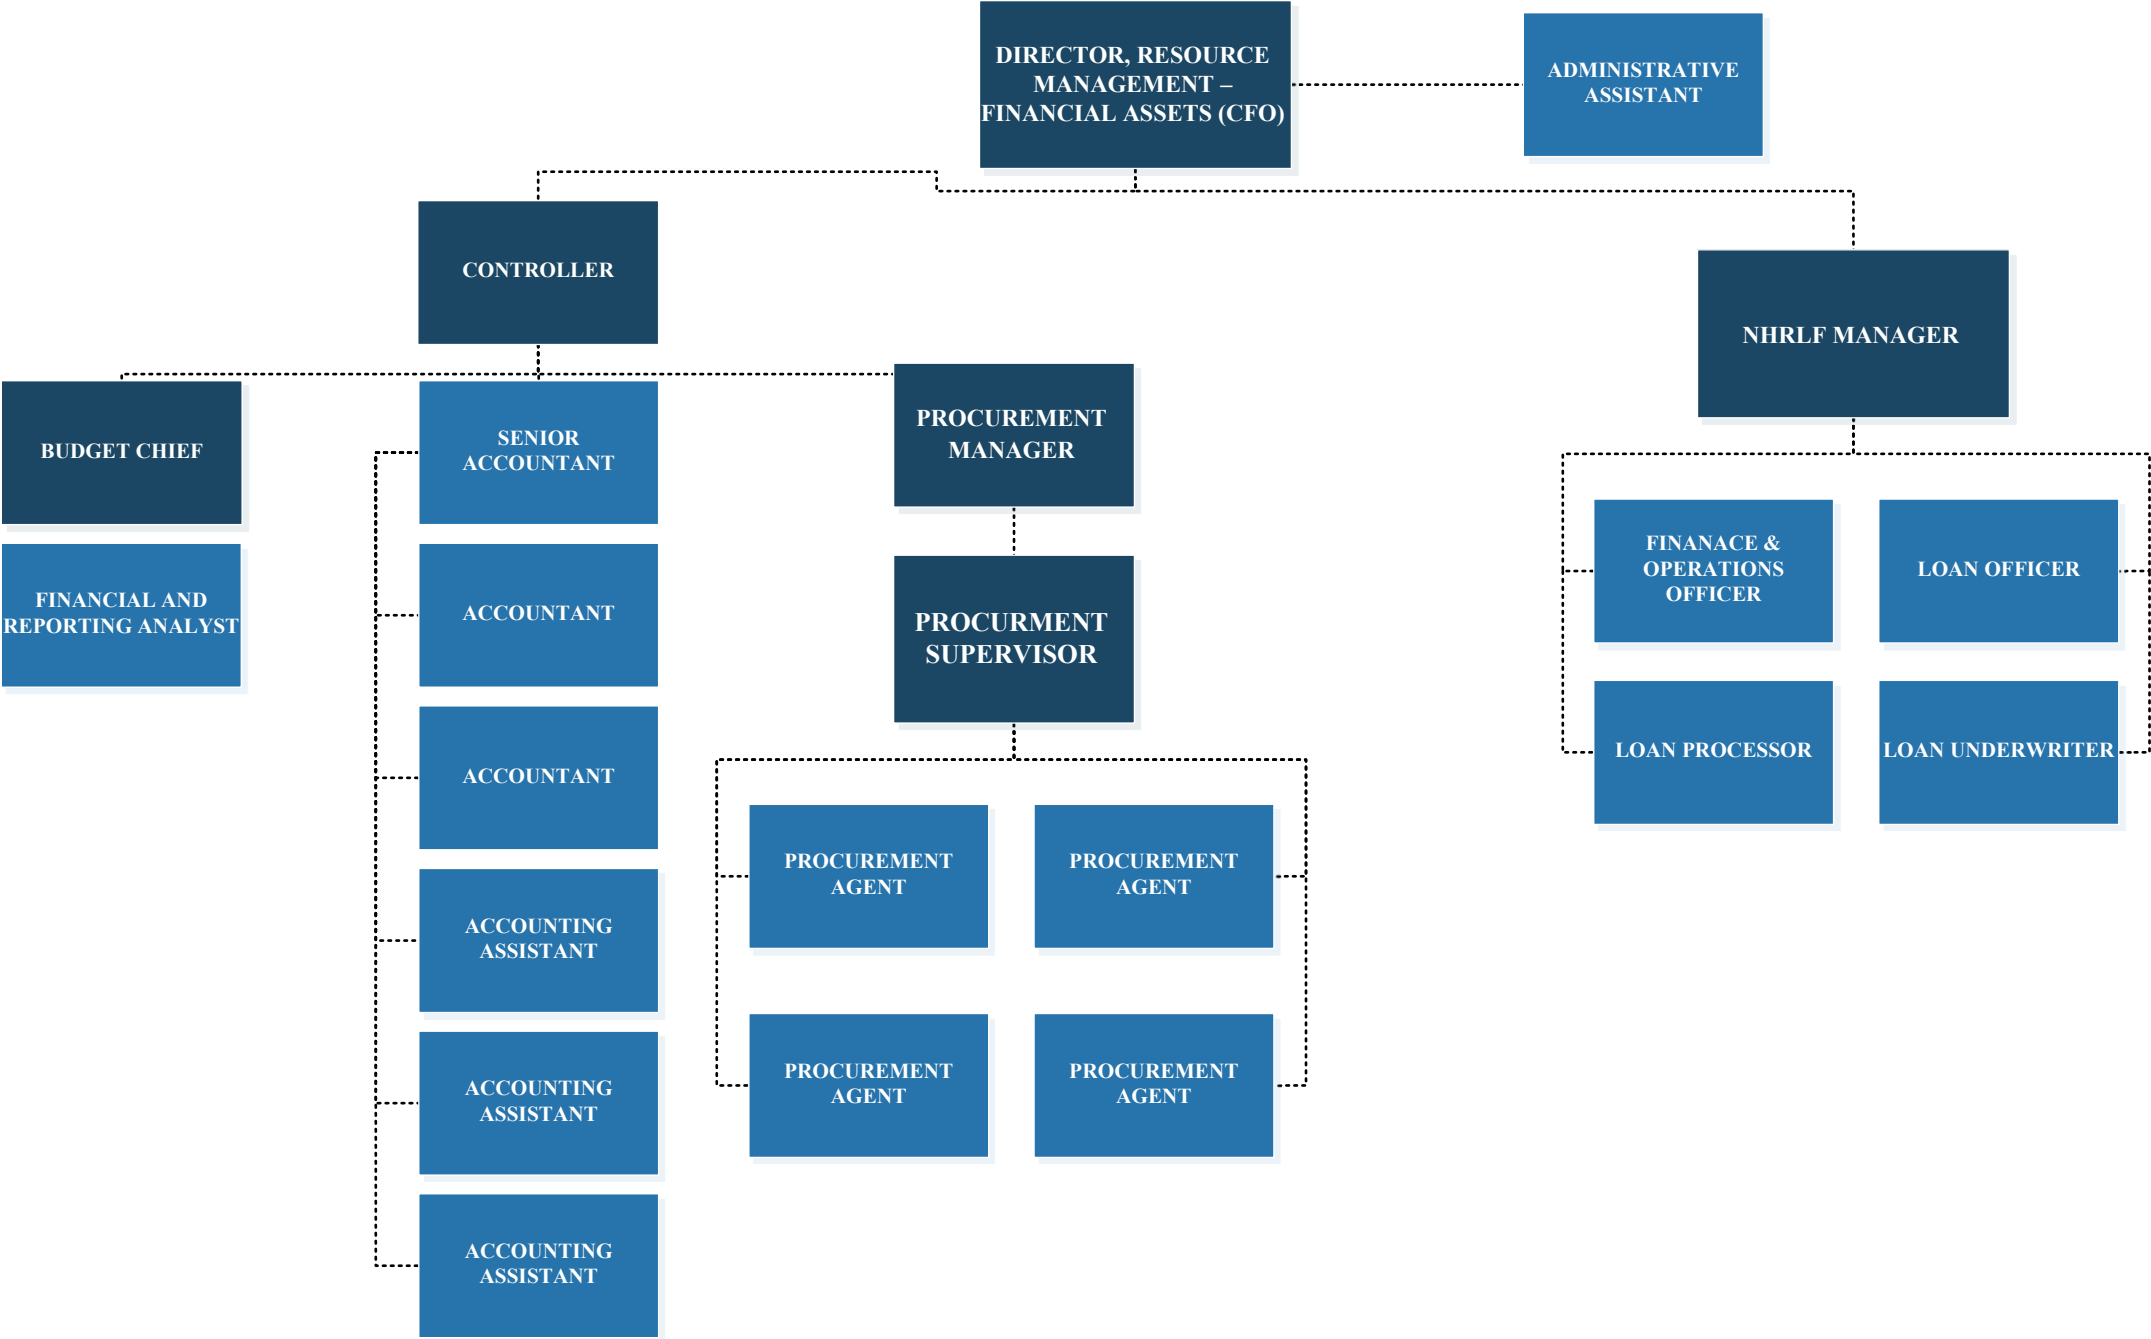 DIRECTOR, RESOURCE
MANAGEMENT –
FINANCIAL ASSETS (CFO)
ADMINISTRATIVE
ASSISTANT
CONTROLLER
NHRLF MANAGER
BUDGET CHIEF
SENIOR
ACCOUNTANT
PROCUREMENT
MANAGER
FINANCIAL AND
REPORTING ANALYST
ACCOUNTANT
PROCURMENT
SUPERVISOR
FINANACE &
OPERATIONS
OFFICER
LOAN OFFICER
ACCOUNTANT
LOAN PROCESSOR
LOAN UNDERWRITER
ACCOUNTING
ASSISTANT
PROCUREMENT
AGENT
PROCUREMENT
AGENT
ACCOUNTING
ASSISTANT
PROCUREMENT
AGENT
PROCUREMENT
AGENT
ACCOUNTING
ASSISTANT